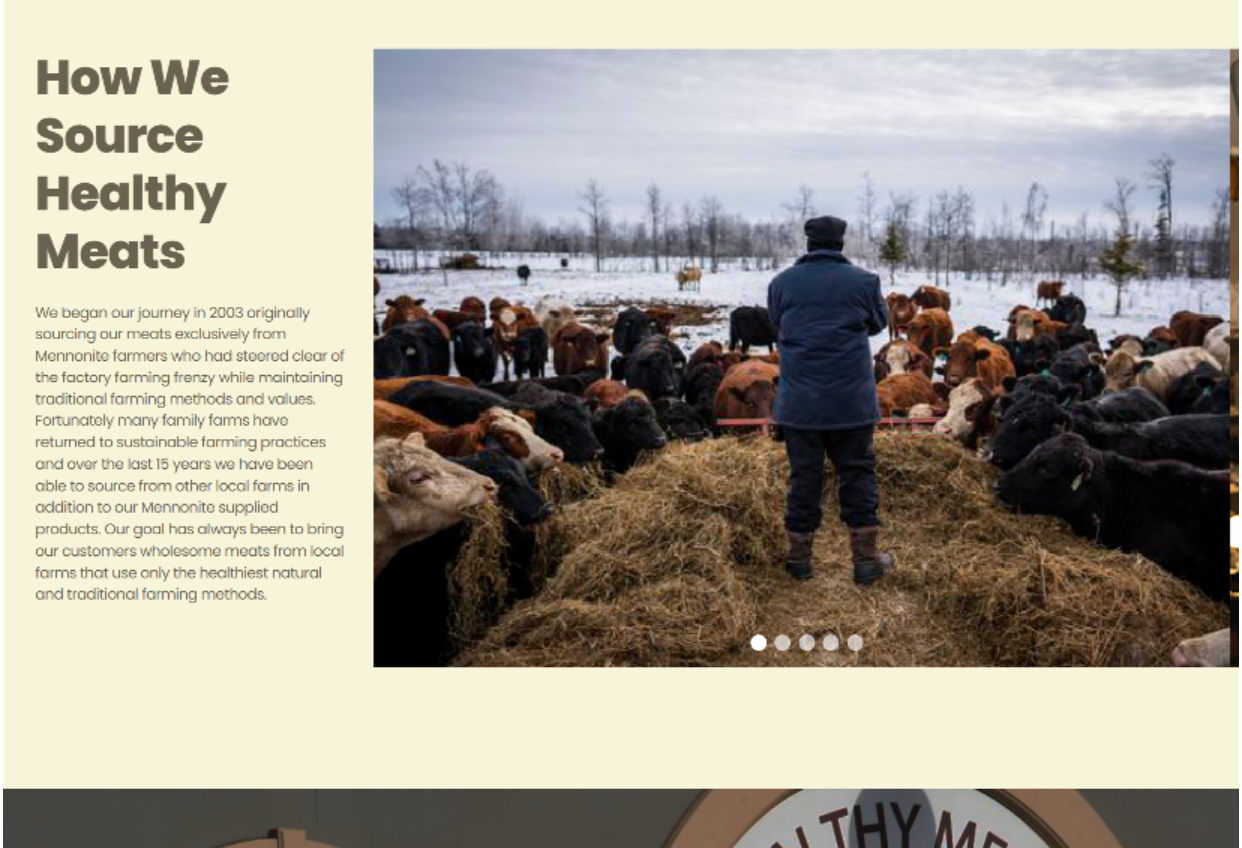 How We
Source
Healthy
Meats
We began our journey in 2003 originally
sourcing our meats exclusively from
Mennonite farmers who had steered clear of
the factory farming frenzy while maintaining
traditional farming methods and values.
Fortunately many family farms have
returned to sustainable farming practices
and over the last 15 years we have been
able to source from other local farms in
addition to our Mennonite supplied
products. Our goal has always been to bring
our customers wholesome meats from local
farms that use only the healthiest natural
and traditional farming methods.
ALTHY ME